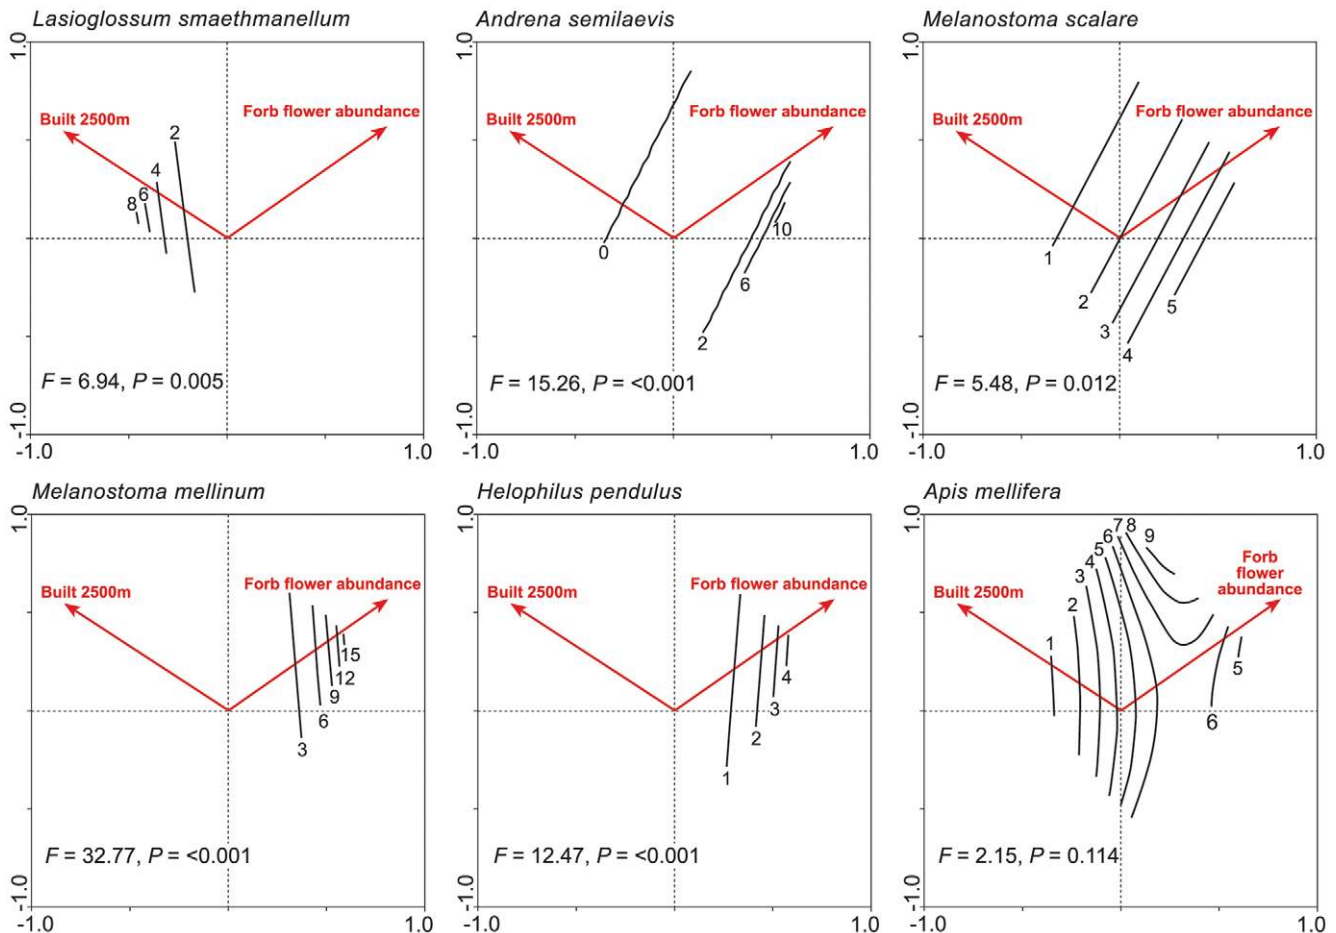 Lasioglossum smaethmanellum
1.0
Built 2500m
Forb flower abundance
2
4
6
8
F = 6.94, P = 0.005
-1.0
-1.0
1.0
Andrena semilaevis
1.0
Built 2500m
Forb flower abundance
0
10
6
2
F = 15.26, P = <0.001
-1.0
-1.0
1.0
Melanostoma scalare
1.0
Built 2500m
Forb flower abundance
1
2
3
4
5
F = 5.48, P = 0.012
-1.0
-1.0
1.0
Melanostoma mellinum
1.0
Built 2500m
Forb flower abundance
15
12
9
6
3
F = 32.77, P = <0.001
-1.0
-1.0
1.0
Helophilus pendulus
1.0
Built 2500m
Forb flower abundance
4
3
2
1
F = 12.47, P = <0.001
-1.0
-1.0
1.0
Apis mellifera
1.0
Built 2500m
Forb
flower
abundance
1
2
3
4
5
6
7
8
9
5
6
F = 2.15, P = 0.114
-1.0
-1.0
1.0